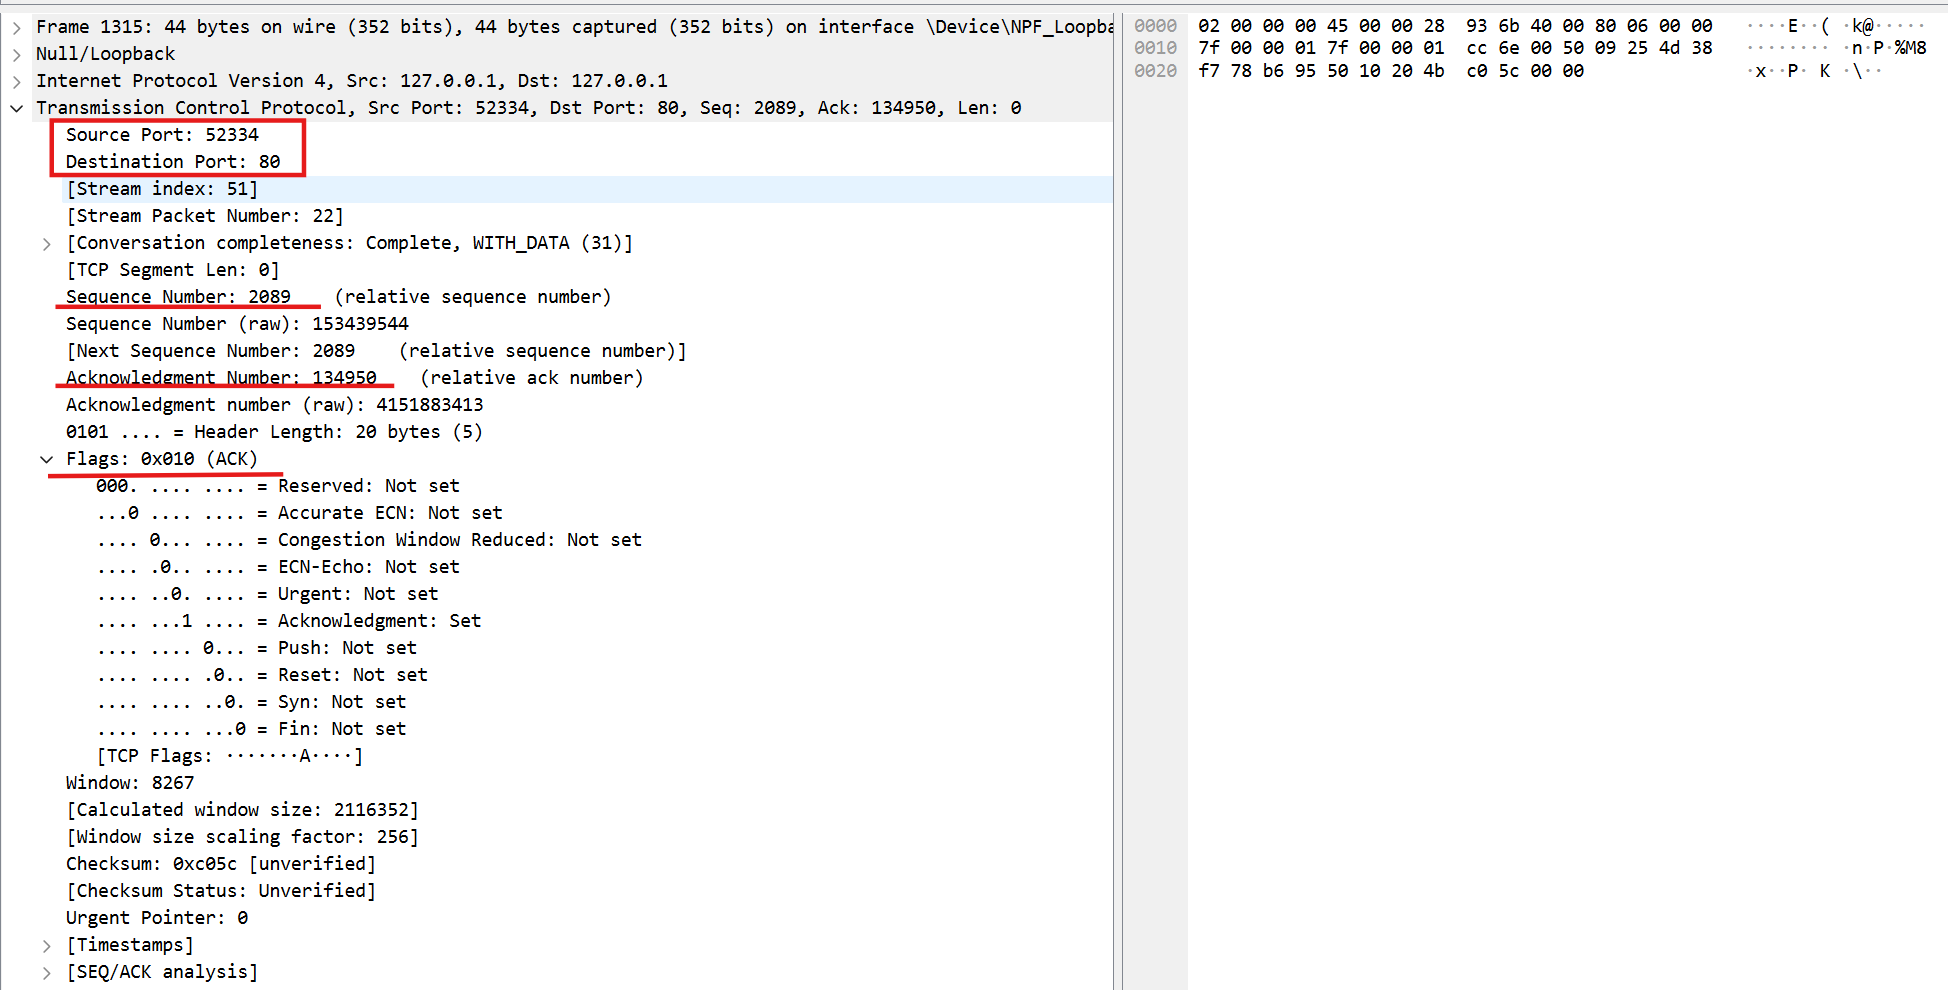 Frame 1315: 44 bytes on wire (352 bits), 44 bytes captured (352 bits) on interface \Device\NPF_Loopba
Null/Loopback
Internet Protocol Version 4, Src: 127.0.0.1, Dst: 127.0.0.1
Transmission Control Protocol, Src Port: 52334, Dst Port: 80, Seq: 2089, Ack: 134950, Len: 0
Source Port: 52334
Destination Port: 80
[Stream index: 51]
[Stream Packet Number: 22]
[Conversation completeness: Complete, WITH_DATA (31)]
[TCP Segment Len: 0]
Sequence Number: 2089    (relative sequence number)
Sequence Number (raw): 153439544
[Next Sequence Number: 2089    (relative sequence number)]
Acknowledgment Number: 134950    (relative ack number)
Acknowledgment number (raw): 4151883413
0101 .... = Header Length: 20 bytes (5)
Flags: 0x010 (ACK)
000. .... .... = Reserved: Not set
...0 .... .... = Accurate ECN: Not set
.... 0... .... = Congestion Window Reduced: Not set
.... .0.. .... = ECN-Echo: Not set
.... ..0. .... = Urgent: Not set
.... ...1 .... = Acknowledgment: Set
.... .... 0... = Push: Not set
.... .... .0.. = Reset: Not set
.... .... ..0. = Syn: Not set
.... .... ...0 = Fin: Not set
[TCP Flags: ·······A····]
Window: 8267
[Calculated window size: 2116352]
[Window size scaling factor: 256]
Checksum: 0xc05c [unverified]
[Checksum Status: Unverified]
Urgent Pointer: 0
[Timestamps]
[SEQ/ACK analysis]
0000 02 00 00 00 45 00 00 28 93 6b 40 00 80 06 00 00 ····E··( ·k@·····
0010 7f 00 00 01 7f 00 00 01 cc 6e 00 50 09 25 4d 38 ········ ·n·P·%M8
0020 f7 78 b6 95 50 10 20 4b c0 5c 00 00 ·x··P· K ·\··